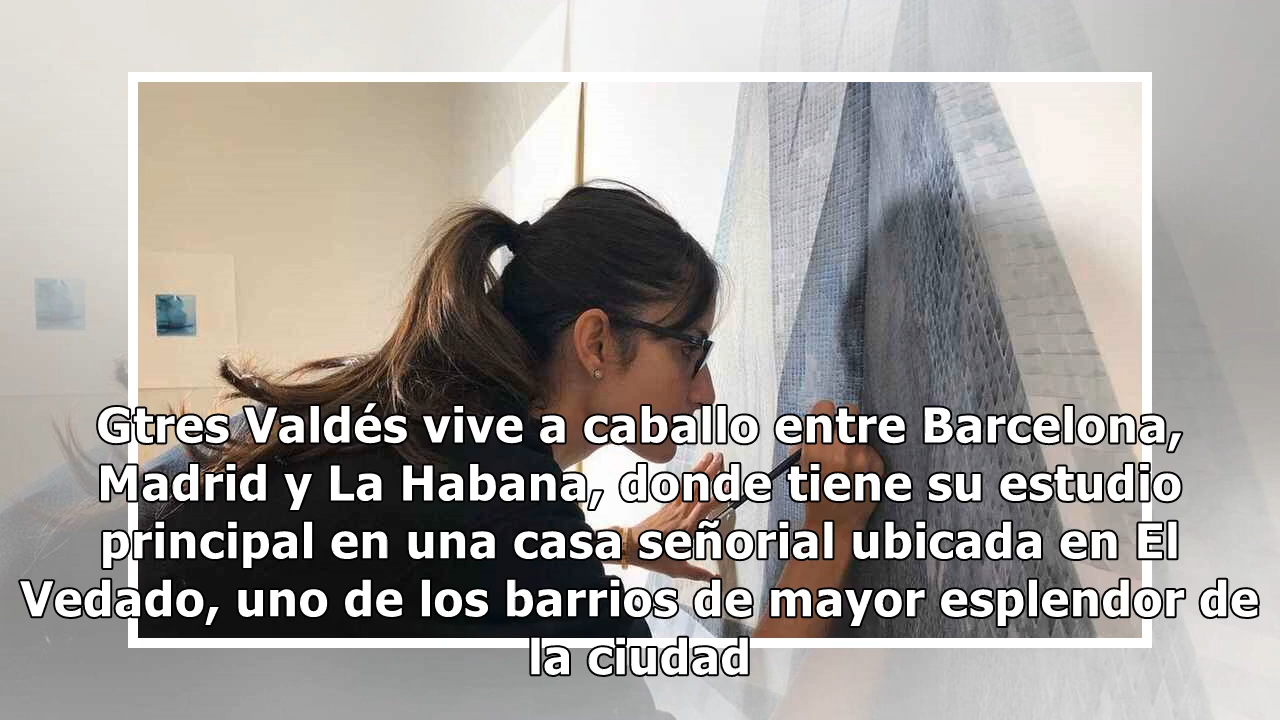 Gtres Valdés vive a caballo entre Barcelona,
Madrid y La Habana, donde tiene su estudio
principal en una casa señorial ubicada en El
Vedado, uno de los barrios de mayor esplendor de
la ciudad